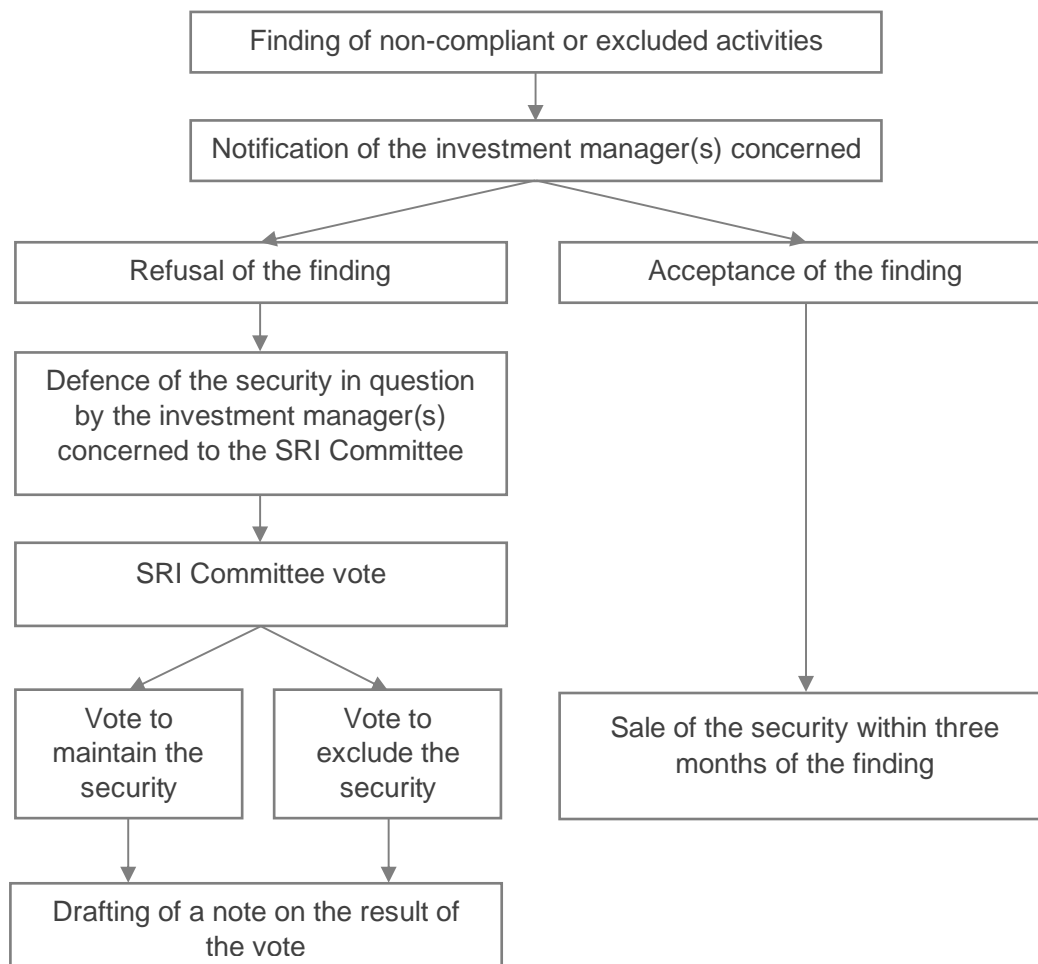 Finding of non-compliant or excluded activities
Notification of the investment manager(s) concerned
Refusal of the finding
Acceptance of the finding
Defence of the security in question
by the investment manager(s)
concerned to the SRI Committee
SRI Committee vote
Vote to
maintain the
security
Vote to
exclude the
security
Sale of the security within three
months of the finding
Drafting of a note on the result of
the vote